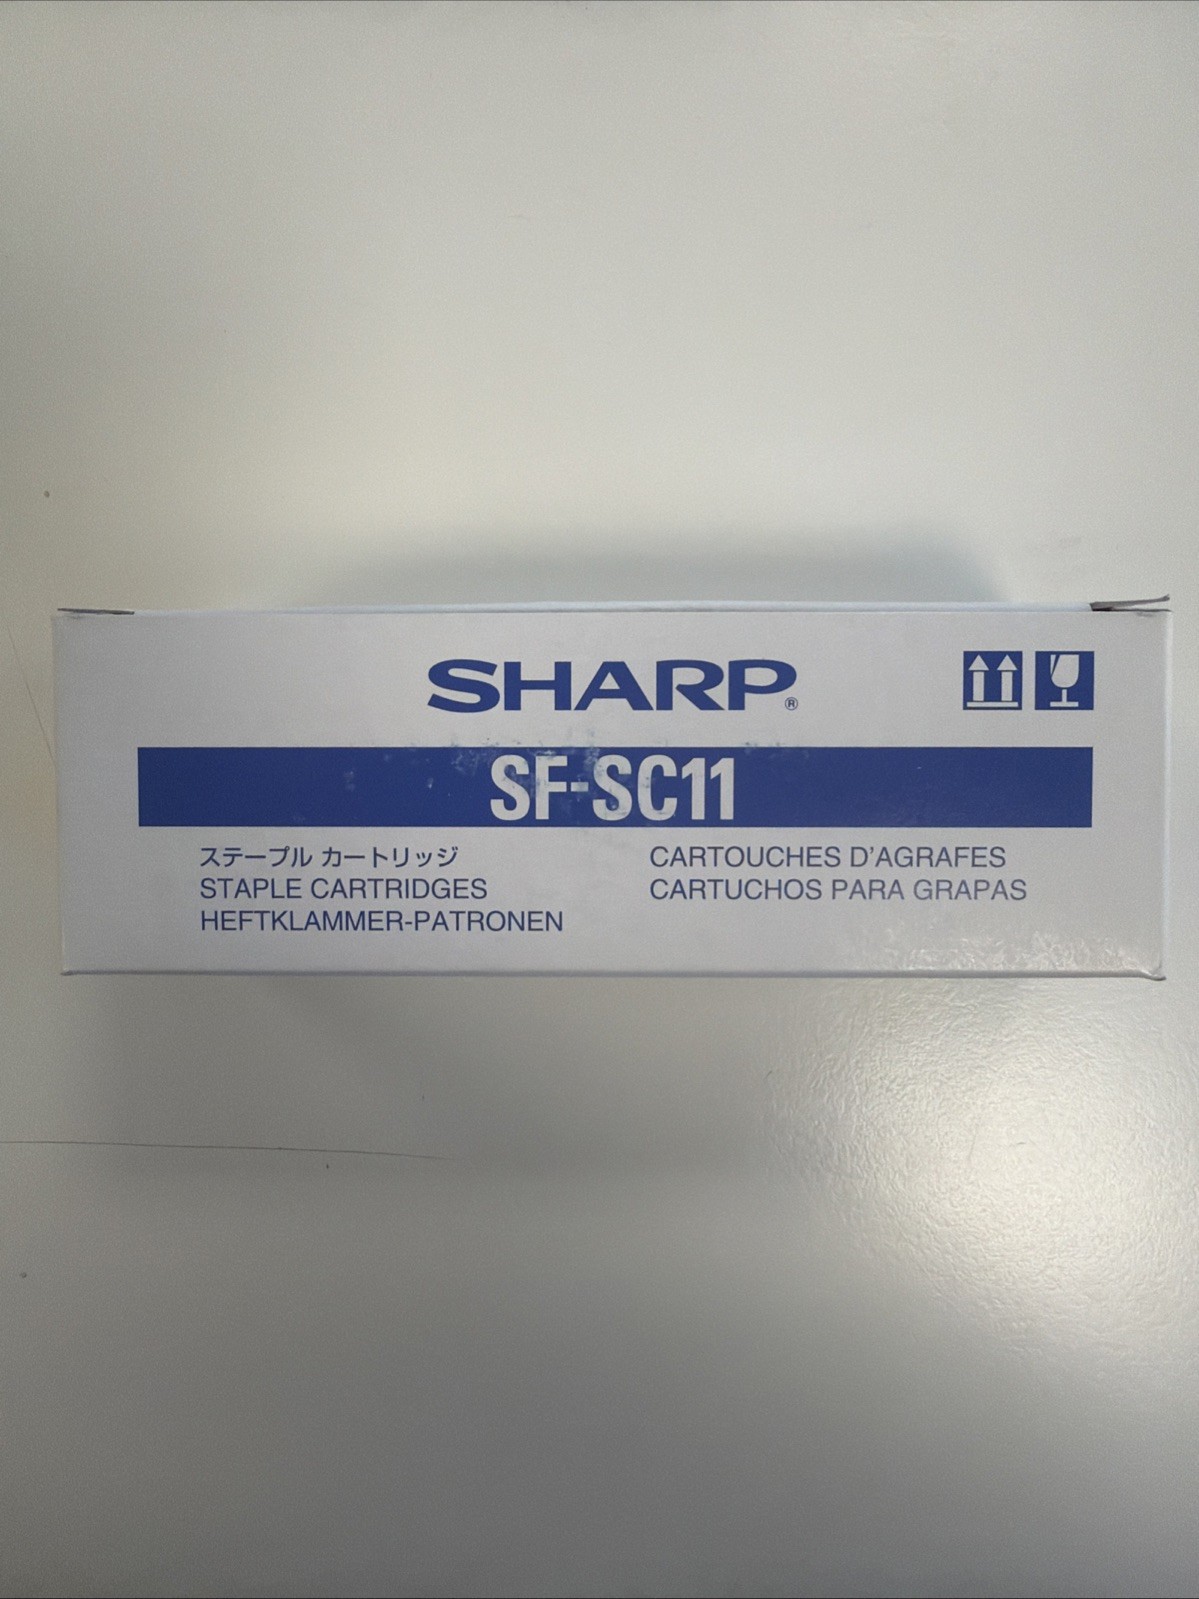 SHARP®
SF-SC11
ステープル カートリッジ
STAPLE CARTRIDGES
HEFTKLAMMER-PATRONEN
CARTOUCHES D'AGRAFES
CARTUCHOS PARA GRAPAS